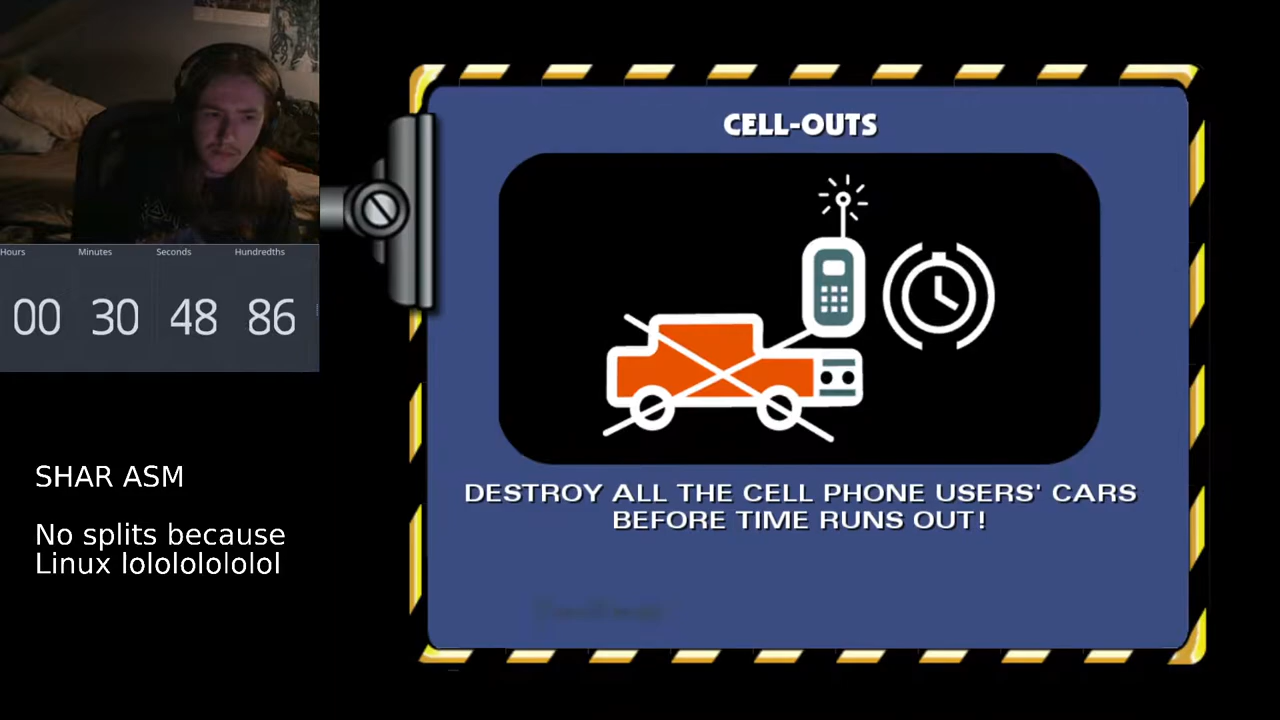 Hours Minutes Seconds Hundredths
00 30 48 86
SHAR ASM
No splits because
Linux lolololololol
CELL-OUTS
DESTROY ALL THE CELL PHONE USERS' CARS
BEFORE TIME RUNS OUT!